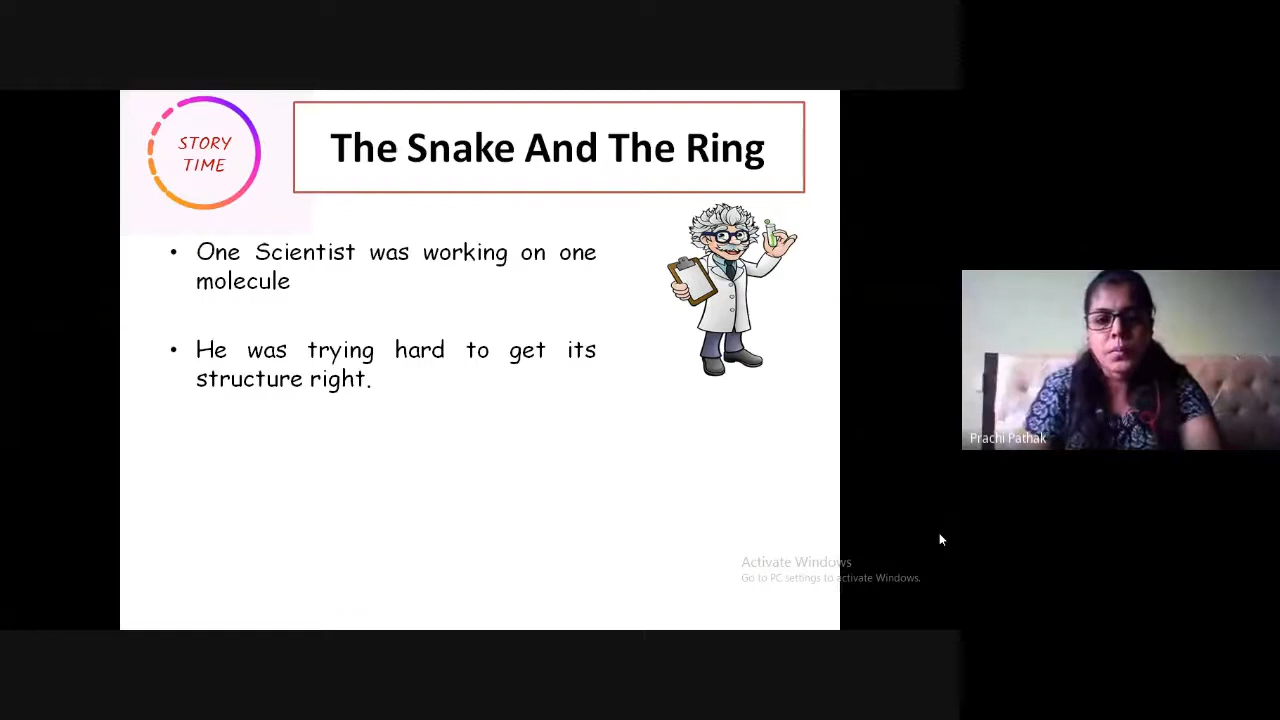 STORY
TIME
The Snake And The Ring
• One Scientist was working on one
molecule
• He was trying hard to get its
structure right.
Prachi Pathak
Activate Windows
Go to PC settings to activate Windows.